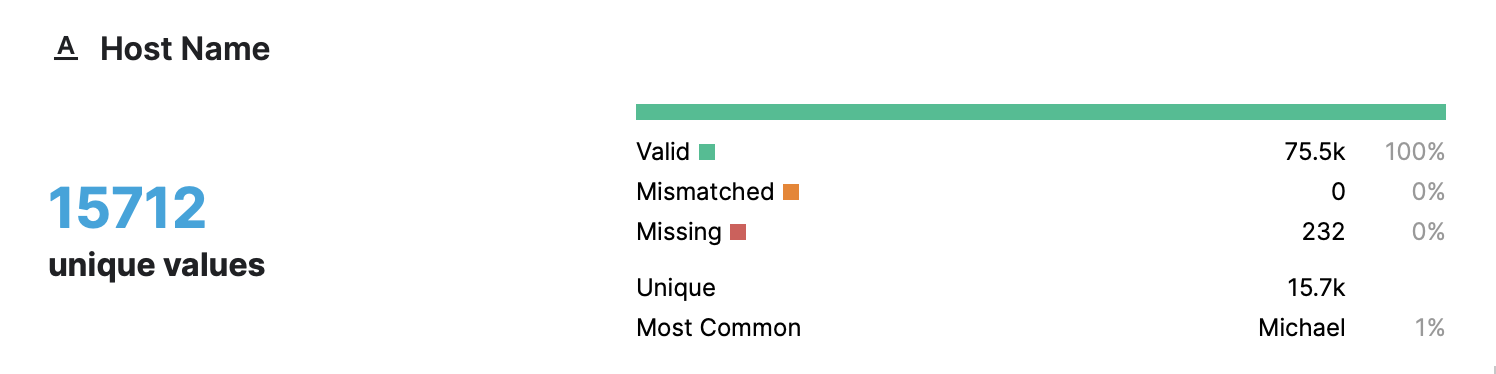 A Host Name
15712
unique values
Valid 75.5k 100%
Mismatched 0 0%
Missing 232 0%
Unique 15.7k
Most Common Michael 1%